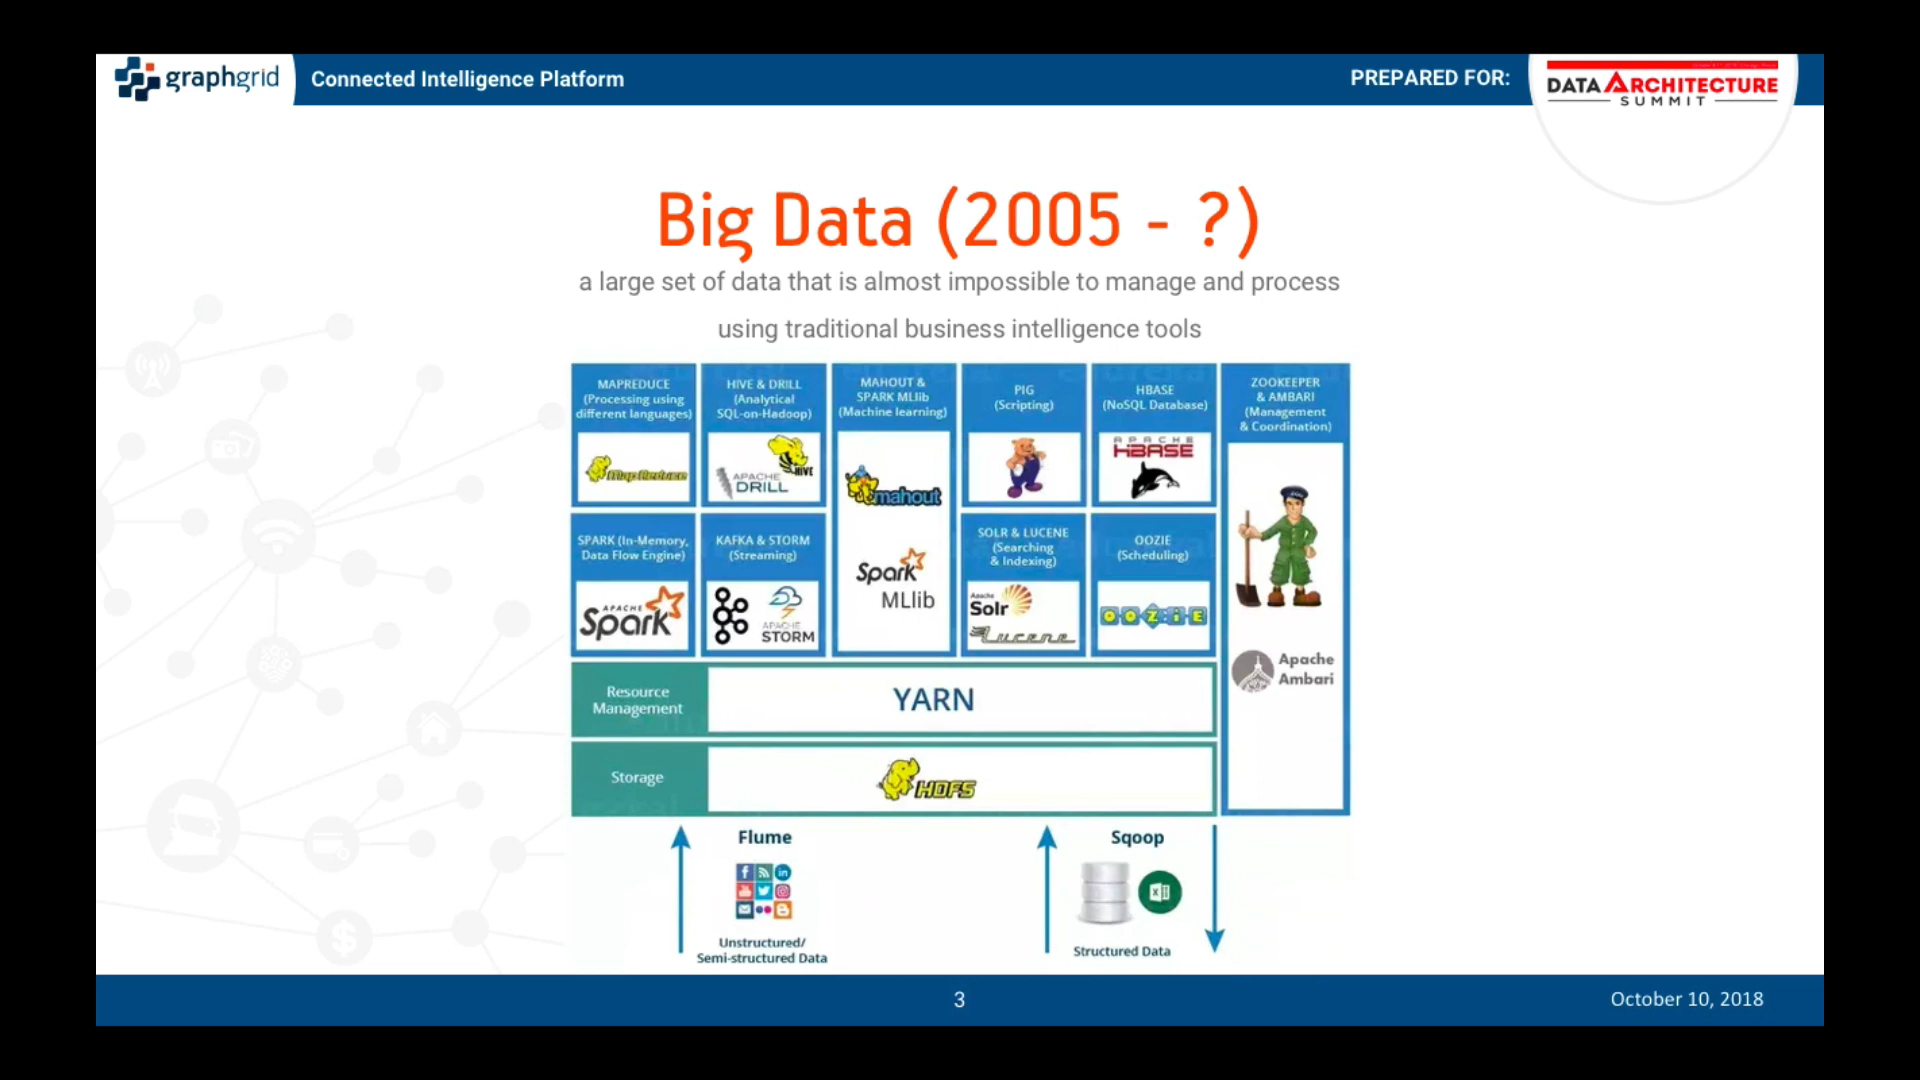 graphgrid
Connected Intelligence Platform
PREPARED FOR:
DATA ARCHITECTURE
SUMMIT
Big Data (2005 - ?)
a large set of data that is almost impossible to manage and process
using traditional business intelligence tools
MAPREDUCE
(Processing using
different languages)
Map Reduce
HIVE & DRILL
(Analytical
SQL-on-Hadoop)
HIVE
APACHE
DRILL
MAHOUT &
SPARK MLlib
(Machine learning)
mahout
Spark
MLlib
PIG
(Scripting)
HBASE
(NoSQL Database)
APACHE
HBASE
ZOOKEEPER
& AMBARI
(Management
& Coordination)
Apache
Ambari
SPARK (In-Memory,
Data Flow Engine)
APACHE
Spark
KAFKA & STORM
(Streaming)
APACHE
STORM
SOLR & LUCENE
(Searching
& Indexing)
Apache
Solr
Lucene
OOZIE
(Scheduling)
OOZIE
Resource
Management
YARN
Storage
HDFS
Flume
Unstructured/
Semi-structured Data
Sqoop
Structured Data
3
October 10, 2018